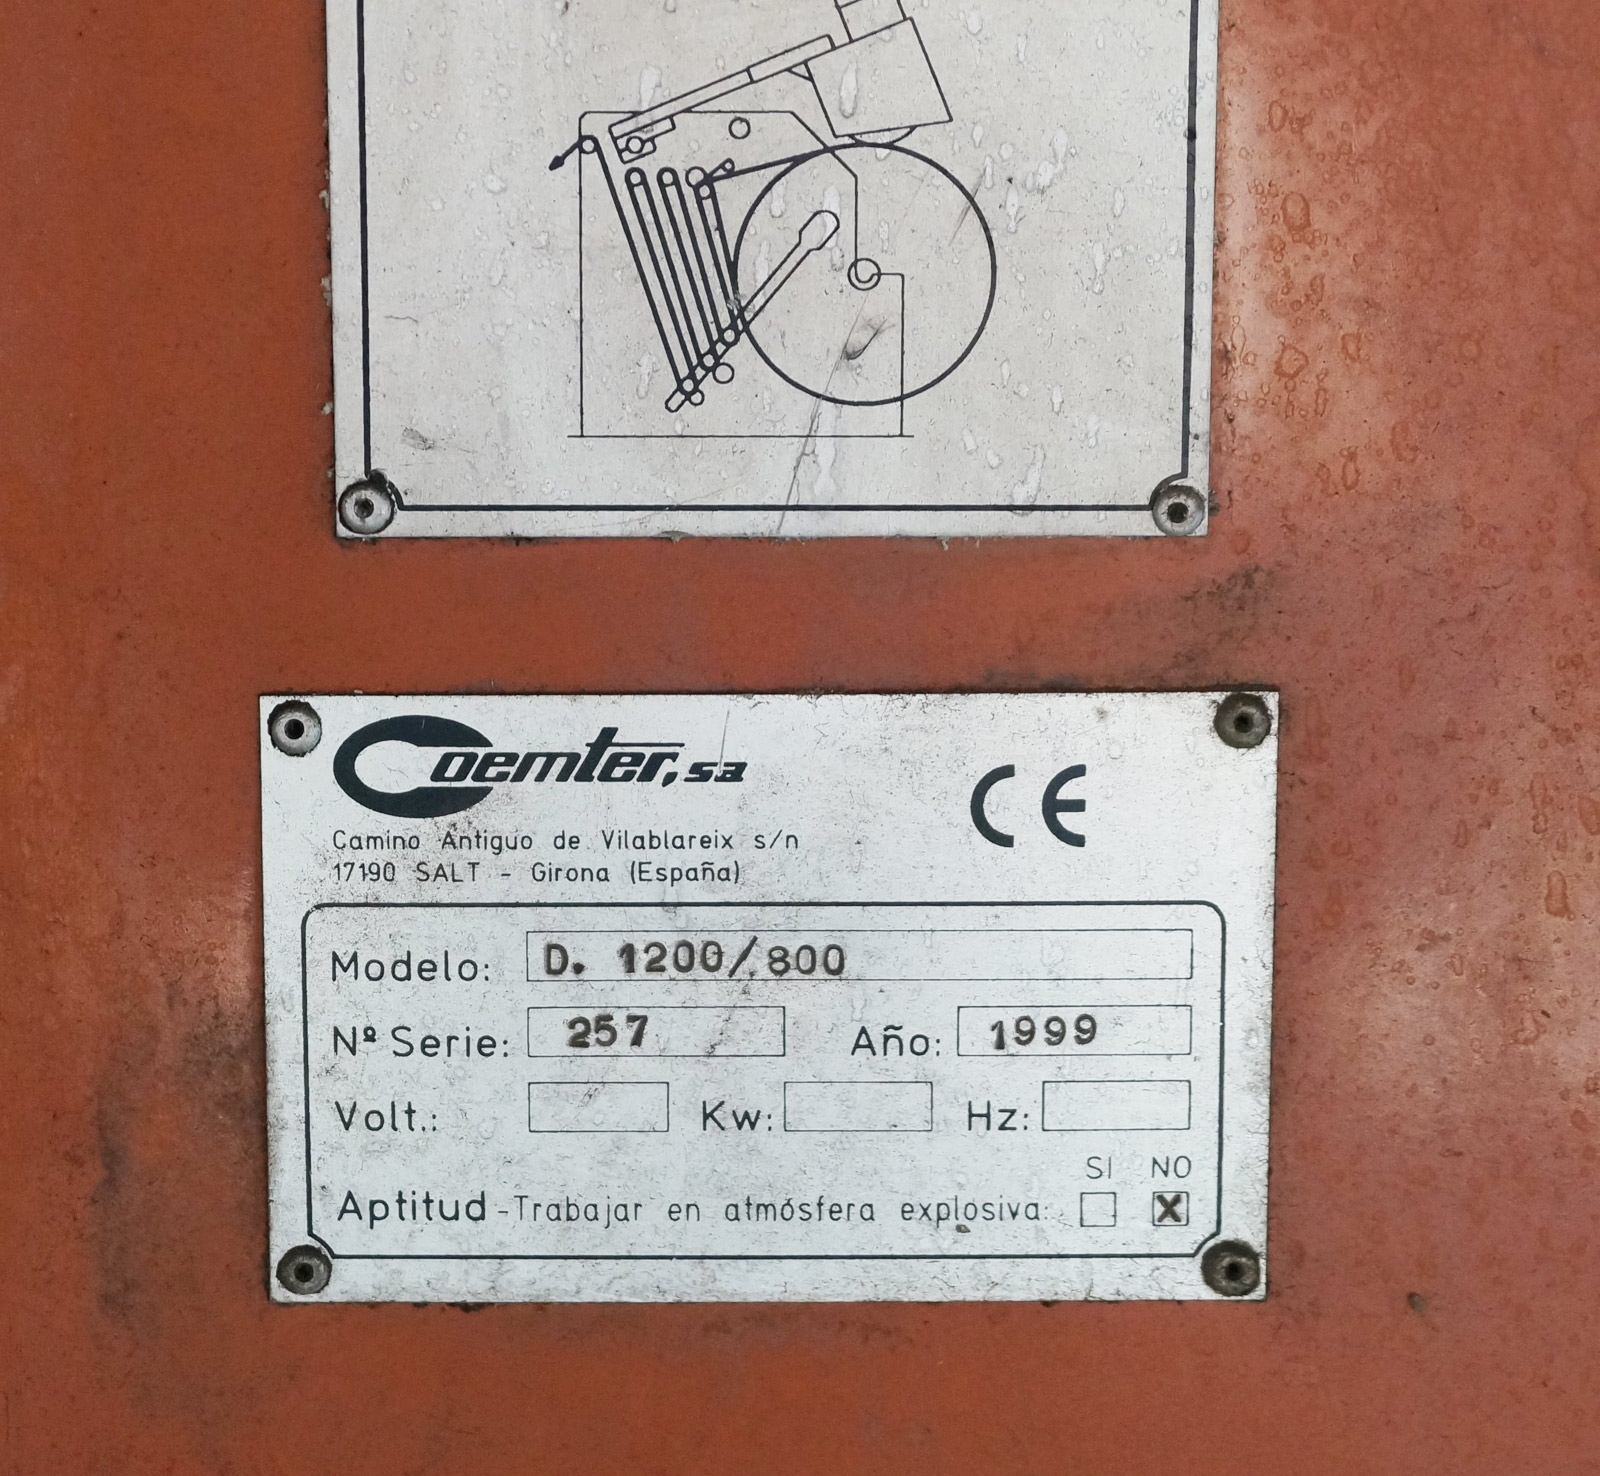 Coemter, sa
CE
Camino Antiguo de Vilablareix s/n
17190 SALT - Girona (España)
Modelo: D. 1200/800
Nº Serie: 257 Año: 1999
Volt.: Kw: Hz:
SI NO
Aptitud - Trabajar en atmósfera explosiva: X